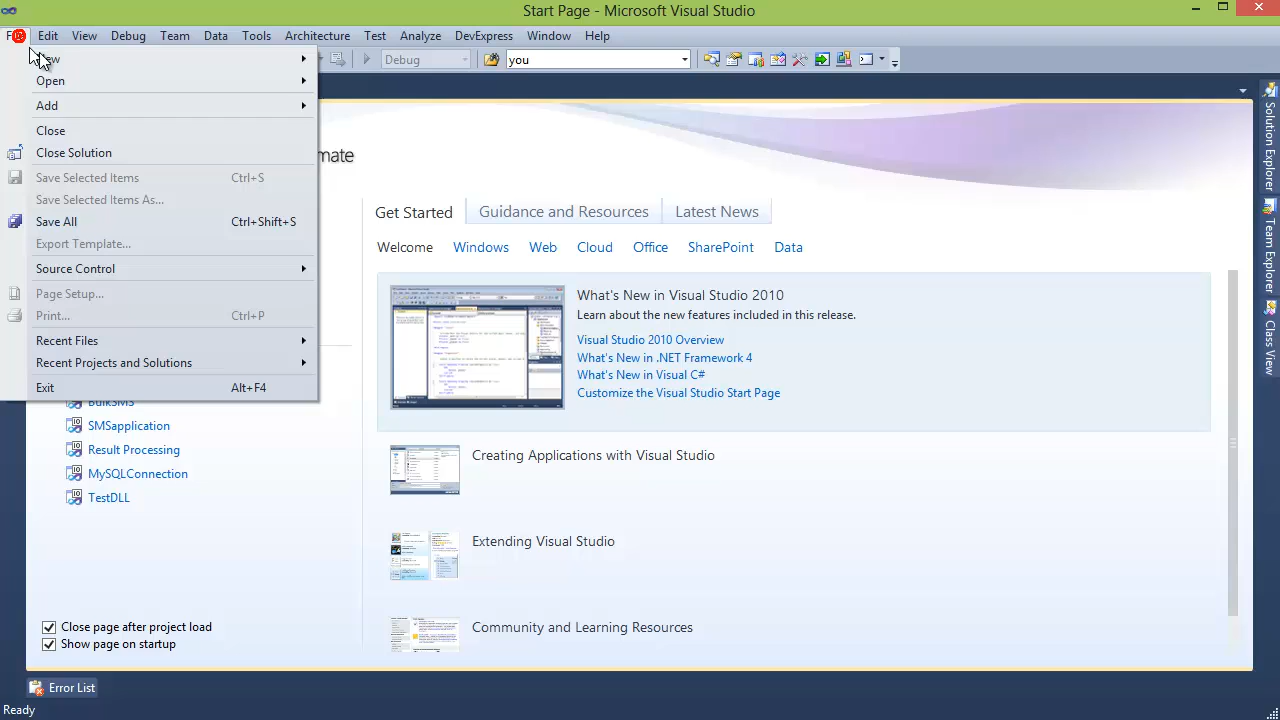 Start Page - Microsoft Visual Studio
Edit View Debug Team Data Tools Architecture Test Analyze DevExpress Window Help
Debug you
Open
Add
Close
Close Solution
Save Selected Items Ctrl+S
Save Selected Items As...
Save All Ctrl+Shift+S
Export Template...
Source Control
Page Setup...
Print... Ctrl+P
Recent Files
Recent Projects and Solutions
Exit Alt+F4
BulkSMS
SMSapplication
Result Processing
MySQLConnection
TestDLL
Close page after project load
Show page on startup
Get Started Guidance and Resources Latest News
Welcome Windows Web Cloud Office SharePoint Data
What's New in Visual Studio 2010
Learn about the new features included in this release.
Visual Studio 2010 Overview
What's New in .NET Framework 4
What's New in Visual C#
Customize the Visual Studio Start Page
Creating Applications with Visual Studio
Extending Visual Studio
Community and Learning Resources
Solution Explorer
Team Explorer
Class View
Error List
Ready